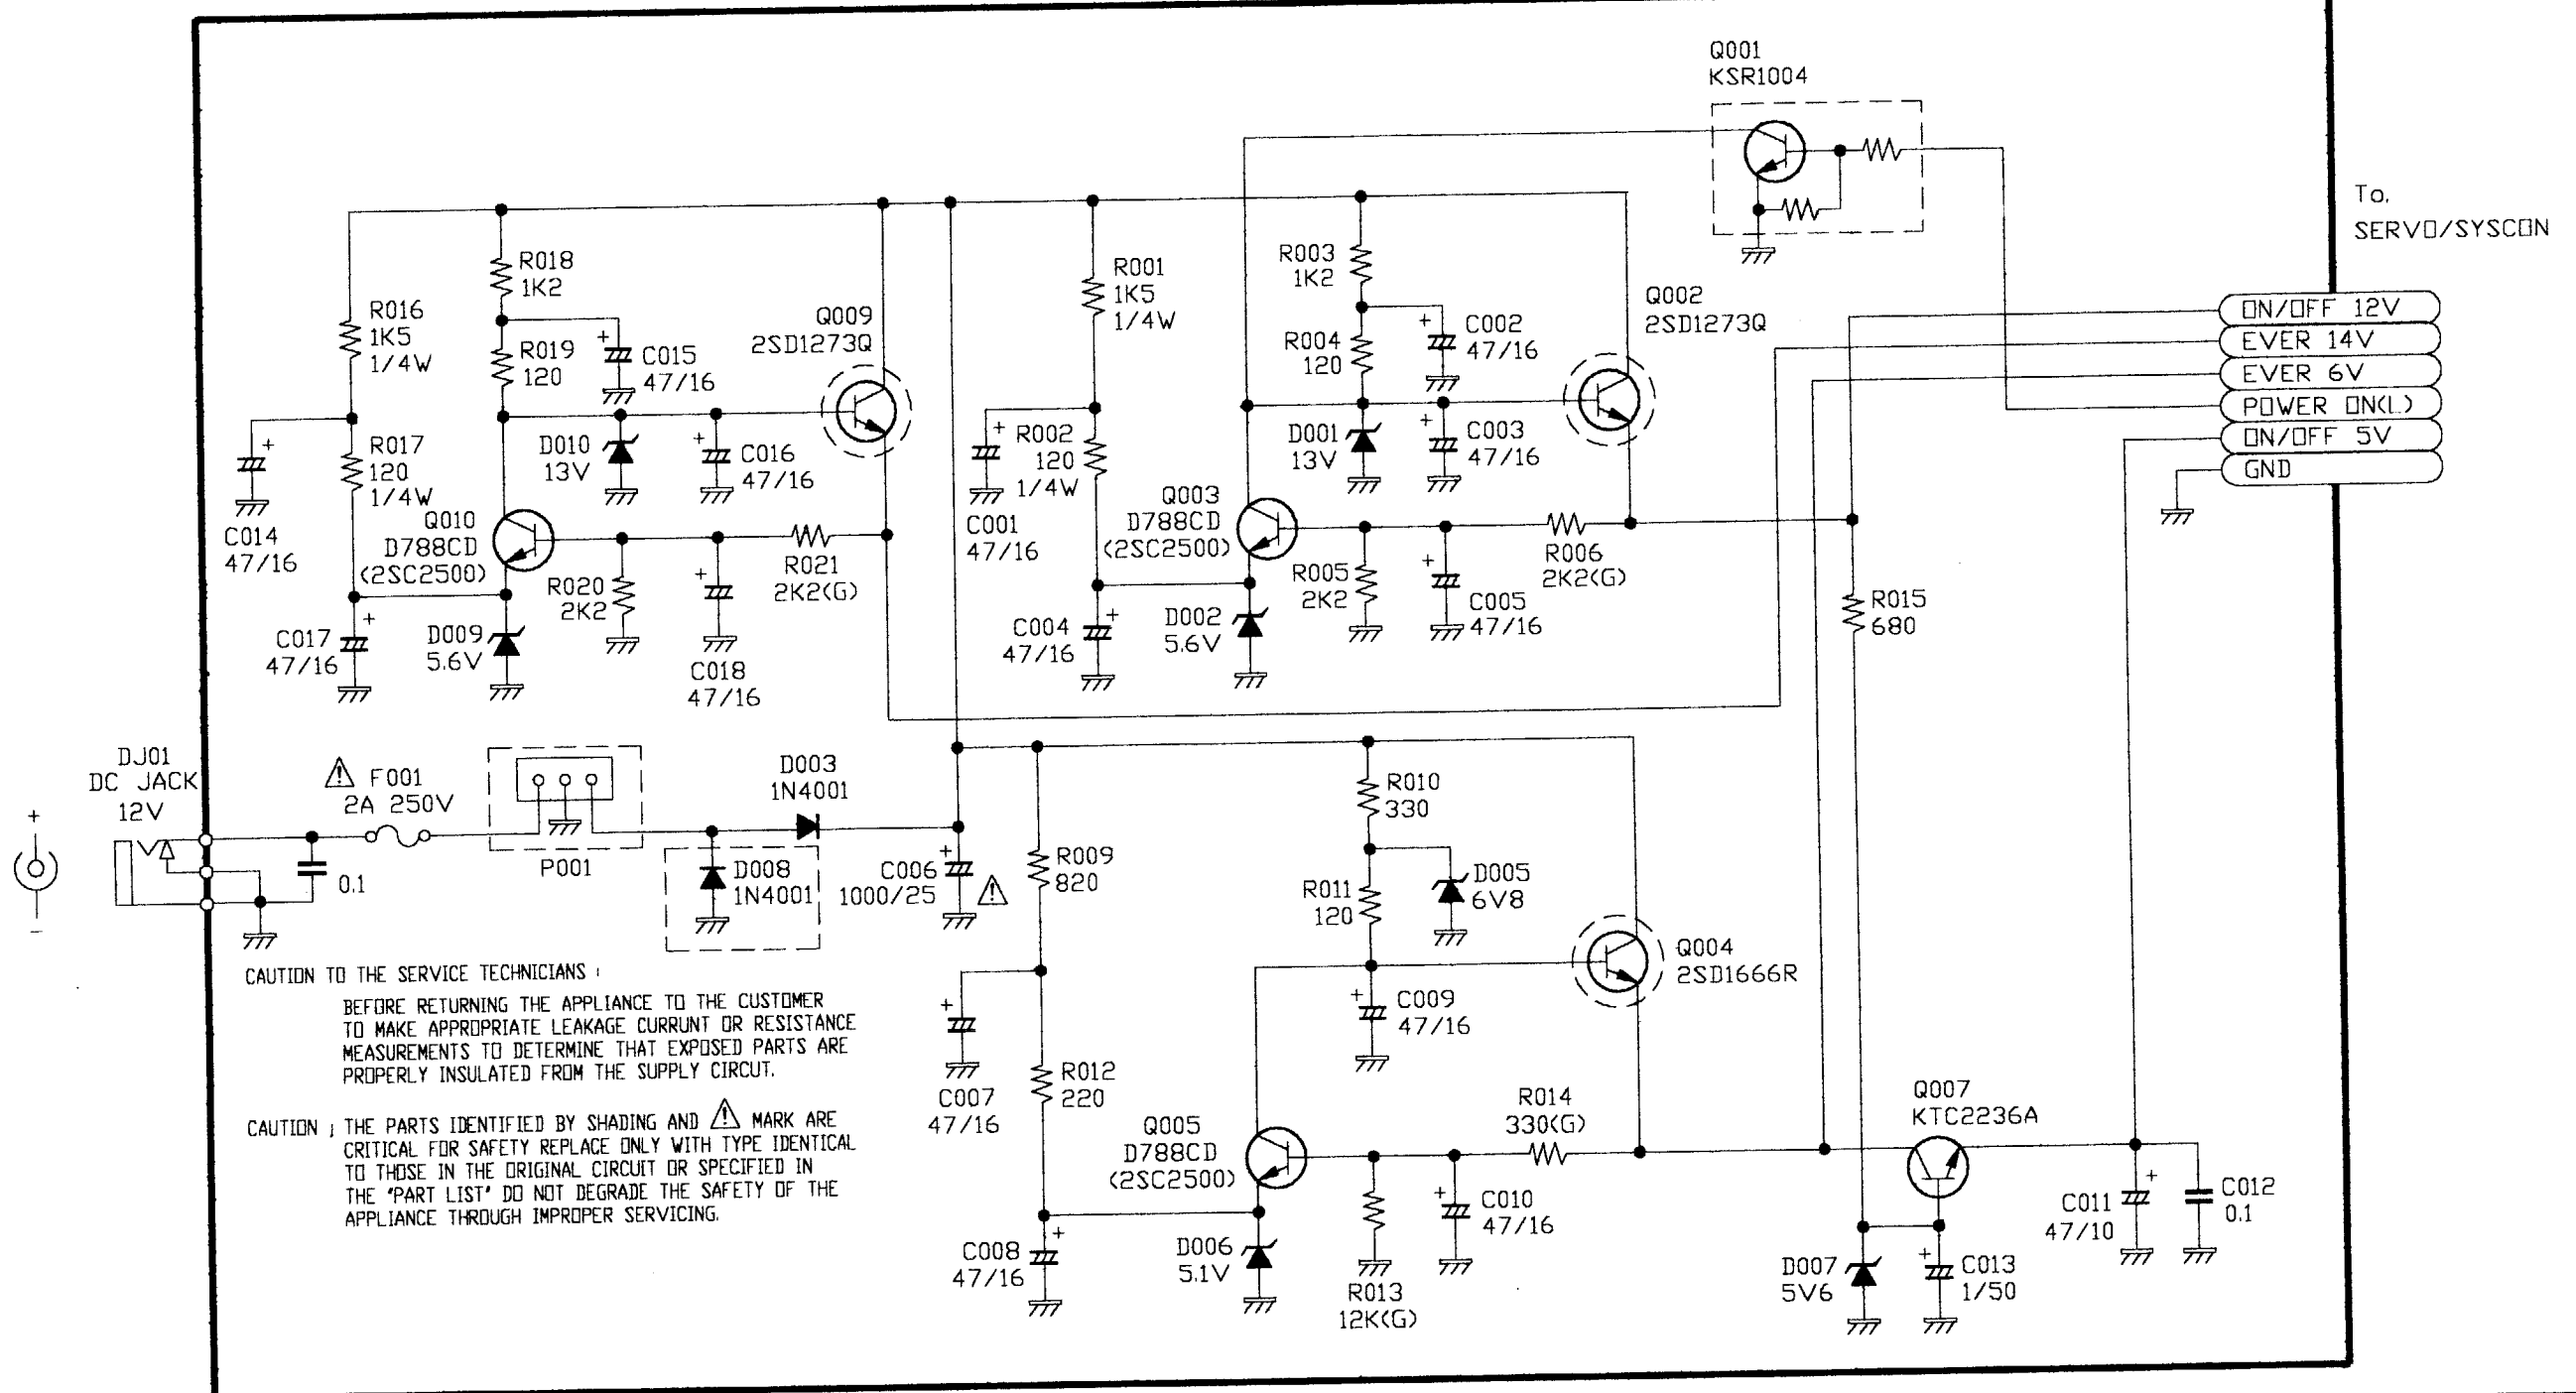 Q001
KSR1004
To.
SERVO/SYSCON
R018
1K2
R003
1K2
R001
1K5
1/4W
Q002
2SD1273Q
ON/OFF 12V
EVER 14V
EVER 6V
POWER ON(L)
ON/OFF 5V
GND
R016
1K5
1/4W
Q009
2SD1273Q
R019
120
C015
47/16
R004
120
C002
47/16
R017
120
1/4W
D010
13V
C016
47/16
R002
120
1/4W
D001
13V
C003
47/16
C014
47/16
Q010
D788CD
(2SC2500)
C001
47/16
Q003
D788CD
(2SC2500)
R020
2K2
R021
2K2(G)
R005
2K2
R006
2K2(G)
C005
47/16
R015
680
C017
47/16
D009
5.6V
C018
47/16
C004
47/16
D002
5.6V
DJ01
DC JACK
12V
+
-
F001
2A 250V
P001
D003
1N4001
0.1
D008
1N4001
C006
1000/25
R009
820
R010
330
R011
120
D005
6V8
Q004
2SD1666R
C009
47/16
CAUTION TO THE SERVICE TECHNICIANS :
BEFORE RETURNING THE APPLIANCE TO THE CUSTOMER
TO MAKE APPROPRIATE LEAKAGE CURRUNT OR RESISTANCE
MEASUREMENTS TO DETERMINE THAT EXPOSED PARTS ARE
PROPERLY INSULATED FROM THE SUPPLY CIRCUT.
CAUTION ; THE PARTS IDENTIFIED BY SHADING AND ⚠ MARK ARE
CRITICAL FOR SAFETY REPLACE ONLY WITH TYPE IDENTICAL
TO THOSE IN THE ORIGINAL CIRCUIT OR SPECIFIED IN
THE "PART LIST" DO NOT DEGRADE THE SAFETY OF THE
APPLIANCE THROUGH IMPROPER SERVICING.
C007
47/16
R012
220
Q005
D788CD
(2SC2500)
R014
330(G)
Q007
KTC2236A
C008
47/16
D006
5.1V
R013
12K(G)
C010
47/16
D007
5V6
C013
1/50
C011
47/10
C012
0.1